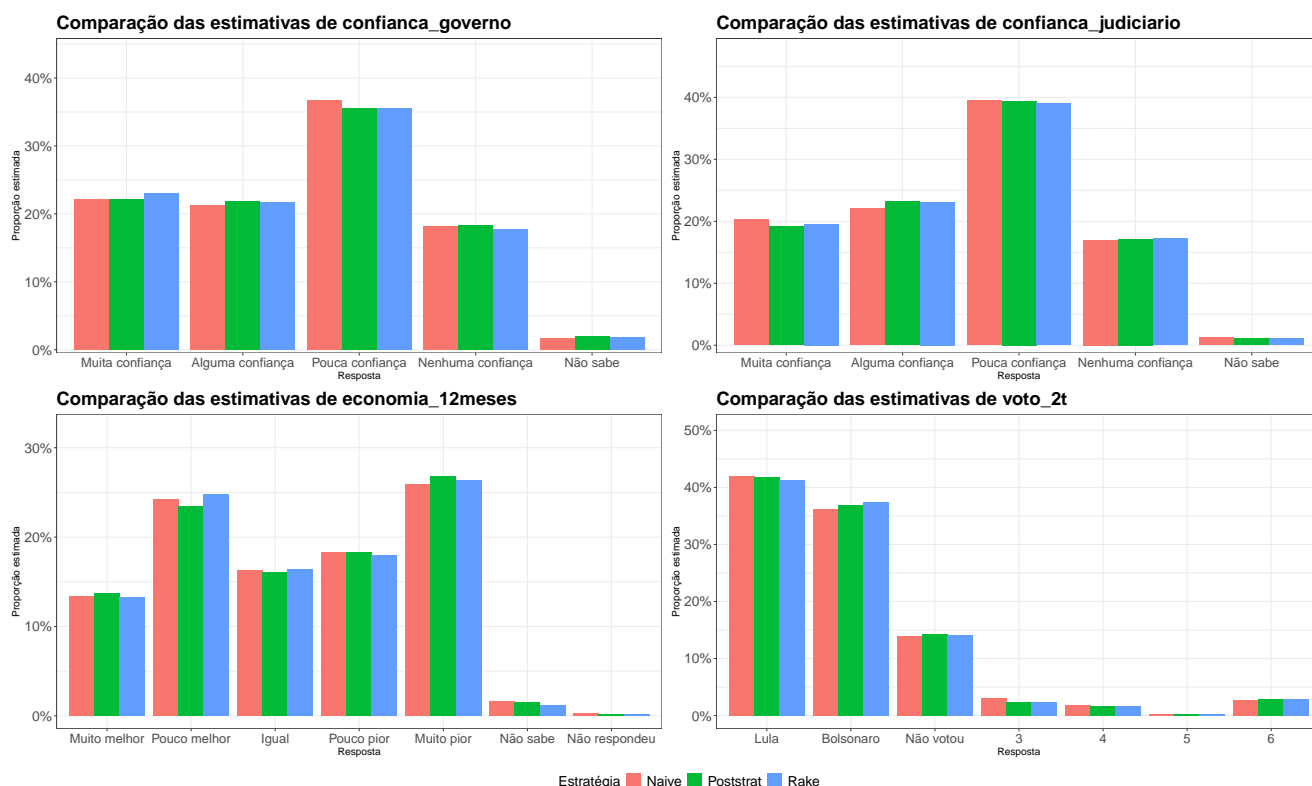 Comparação das estimativas de confianca_governo
Proporção estimada
40%
30%
20%
10%
0%
Muita confiança Alguma confiança Pouca confiança Nenhuma confiança Não sabe
Resposta
Comparação das estimativas de confianca_judiciario
Proporção estimada
40%
30%
20%
10%
0%
Muita confiança Alguma confiança Pouca confiança Nenhuma confiança Não sabe
Resposta
Comparação das estimativas de economia_12meses
Proporção estimada
30%
20%
10%
0%
Muito melhor Pouco melhor Igual Pouco pior Muito pior Não sabe Não respondeu
Resposta
Comparação das estimativas de voto_2t
Proporção estimada
50%
40%
30%
20%
10%
0%
Lula Bolsonaro Não votou 3 4 5 6
Resposta
Estratégia Naive Poststrat Rake